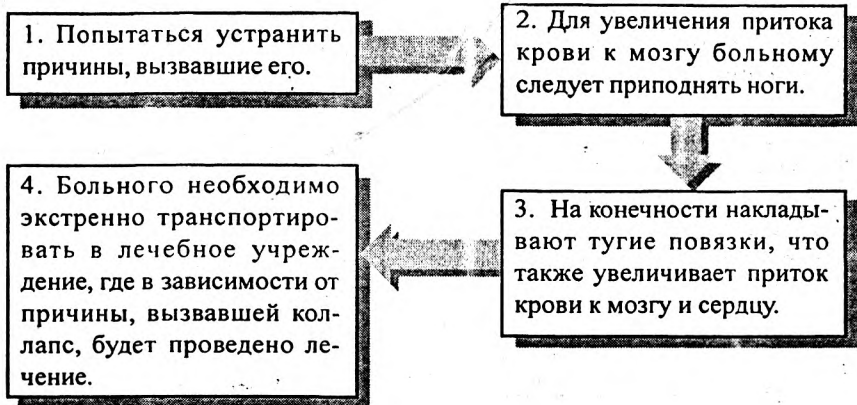 1. Попытаться устранить
причины, вызвавшие его.
2. Для увеличения притока
крови к мозгу больному
следует приподнять ноги.
3. На конечности наклады-
вают тугие повязки, что
также увеличивает приток
крови к мозгу и сердцу.
4. Больного необходимо
экстренно транспортиро-
вать в лечебное учреж-
дение, где в зависимости от
причины, вызвавшей кол-
лапс, будет проведено ле-
чение.